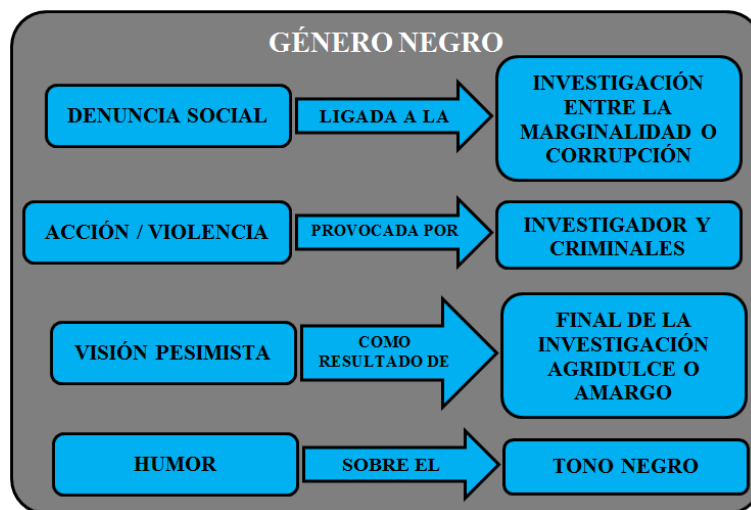 GÉNERO NEGRO
DENUNCIA SOCIAL
LIGADA A LA
INVESTIGACIÓN
ENTRE LA
MARGINALIDAD O
CORRUPCIÓN
ACCIÓN / VIOLENCIA
PROVOCADA POR
INVESTIGADOR Y
CRIMINALES
VISIÓN PESIMISTA
COMO
RESULTADO DE
FINAL DE LA
INVESTIGACIÓN
AGRIDULCE O
AMARGO
HUMOR
SOBRE EL
TONO NEGRO